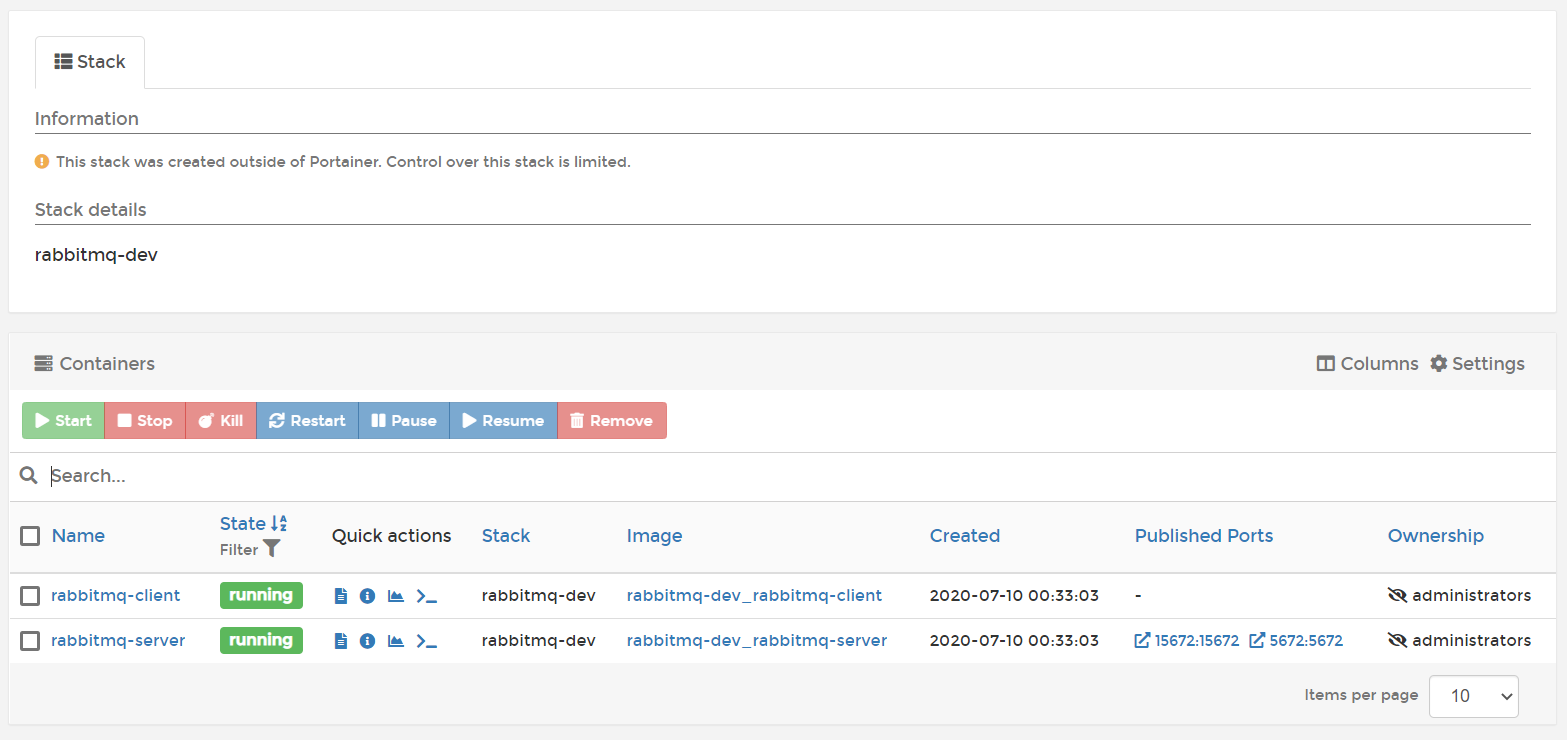 Stack
Information
This stack was created outside of Portainer. Control over this stack is limited.
Stack details
rabbitmq-dev
Containers Columns Settings
Start Stop Kill Restart Pause Resume Remove
Search...
Name State Filter Quick actions Stack Image Created Published Ports Ownership
rabbitmq-client running rabbitmq-dev rabbitmq-dev_rabbitmq-client 2020-07-10 00:33:03 - administrators
rabbitmq-server running rabbitmq-dev rabbitmq-dev_rabbitmq-server 2020-07-10 00:33:03 15672:15672 5672:5672 administrators
Items per page 10